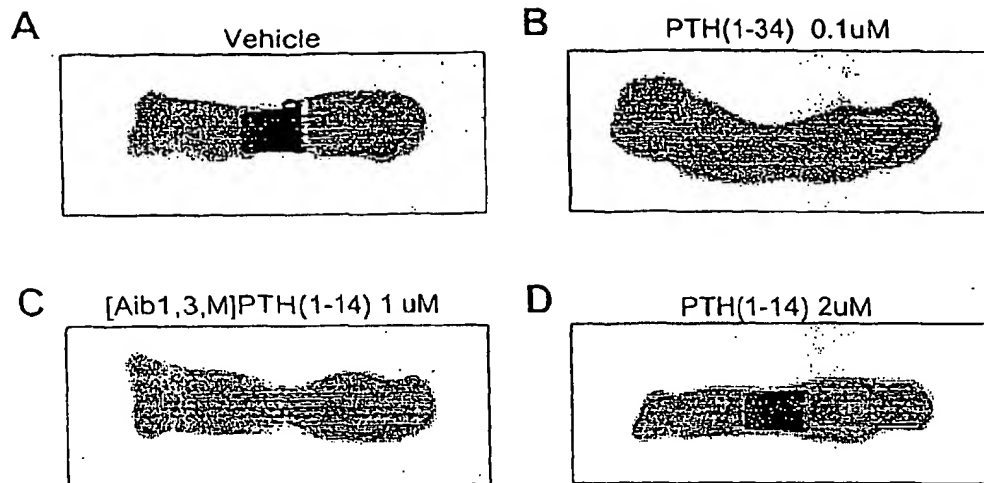 A
Vehicle
B
PTH(1-34) 0.1uM
C
[Aib1,3,M]PTH(1-14) 1 uM
D
PTH(1-14) 2uM